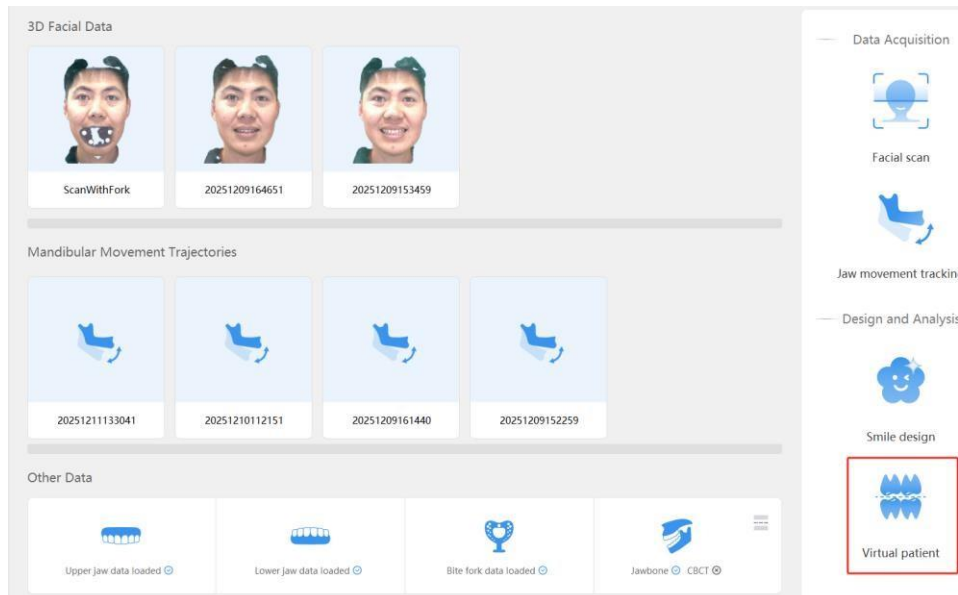 3D Facial Data
ScanWithFork
20251209164651
20251209153459
Mandibular Movement Trajectories
20251211133041
20251210112151
20251209161440
20251209152259
Other Data
Upper jaw data loaded
Lower jaw data loaded
Bite fork data loaded
Jawbone CBCT
Data Acquisition
Facial scan
Jaw movement trackin
Design and Analysis
Smile design
Virtual patient